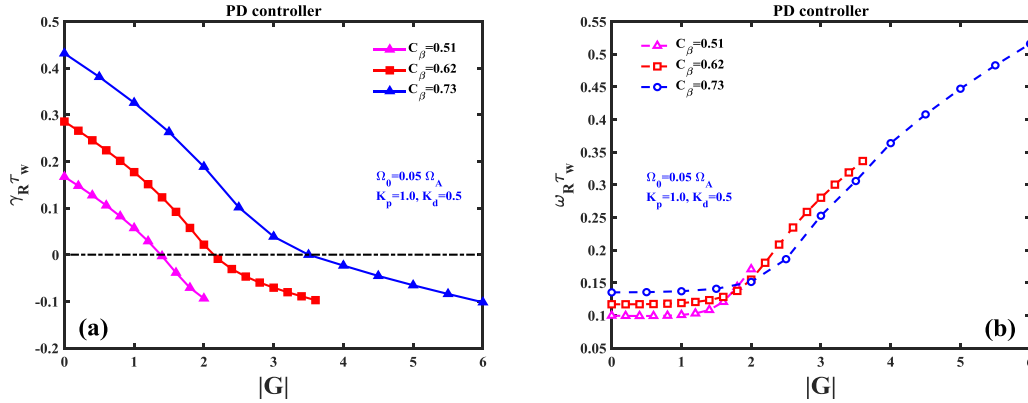 PD controller
0.5
0.4
0.3
0.2
0.1
0
-0.1
-0.2
γ_R τ_w
C_β=0.51
C_β=0.62
C_β=0.73
Ω_0=0.05 Ω_A
K_p=1.0, K_d=0.5
(a)
0 1 2 3 4 5 6
|G|
PD controller
0.55
0.5
0.45
0.4
0.35
0.3
0.25
0.2
0.15
0.1
0.05
ω_R τ_w
C_β=0.51
C_β=0.62
C_β=0.73
Ω_0=0.05 Ω_A
K_p=1.0, K_d=0.5
(b)
0 1 2 3 4 5 6
|G|